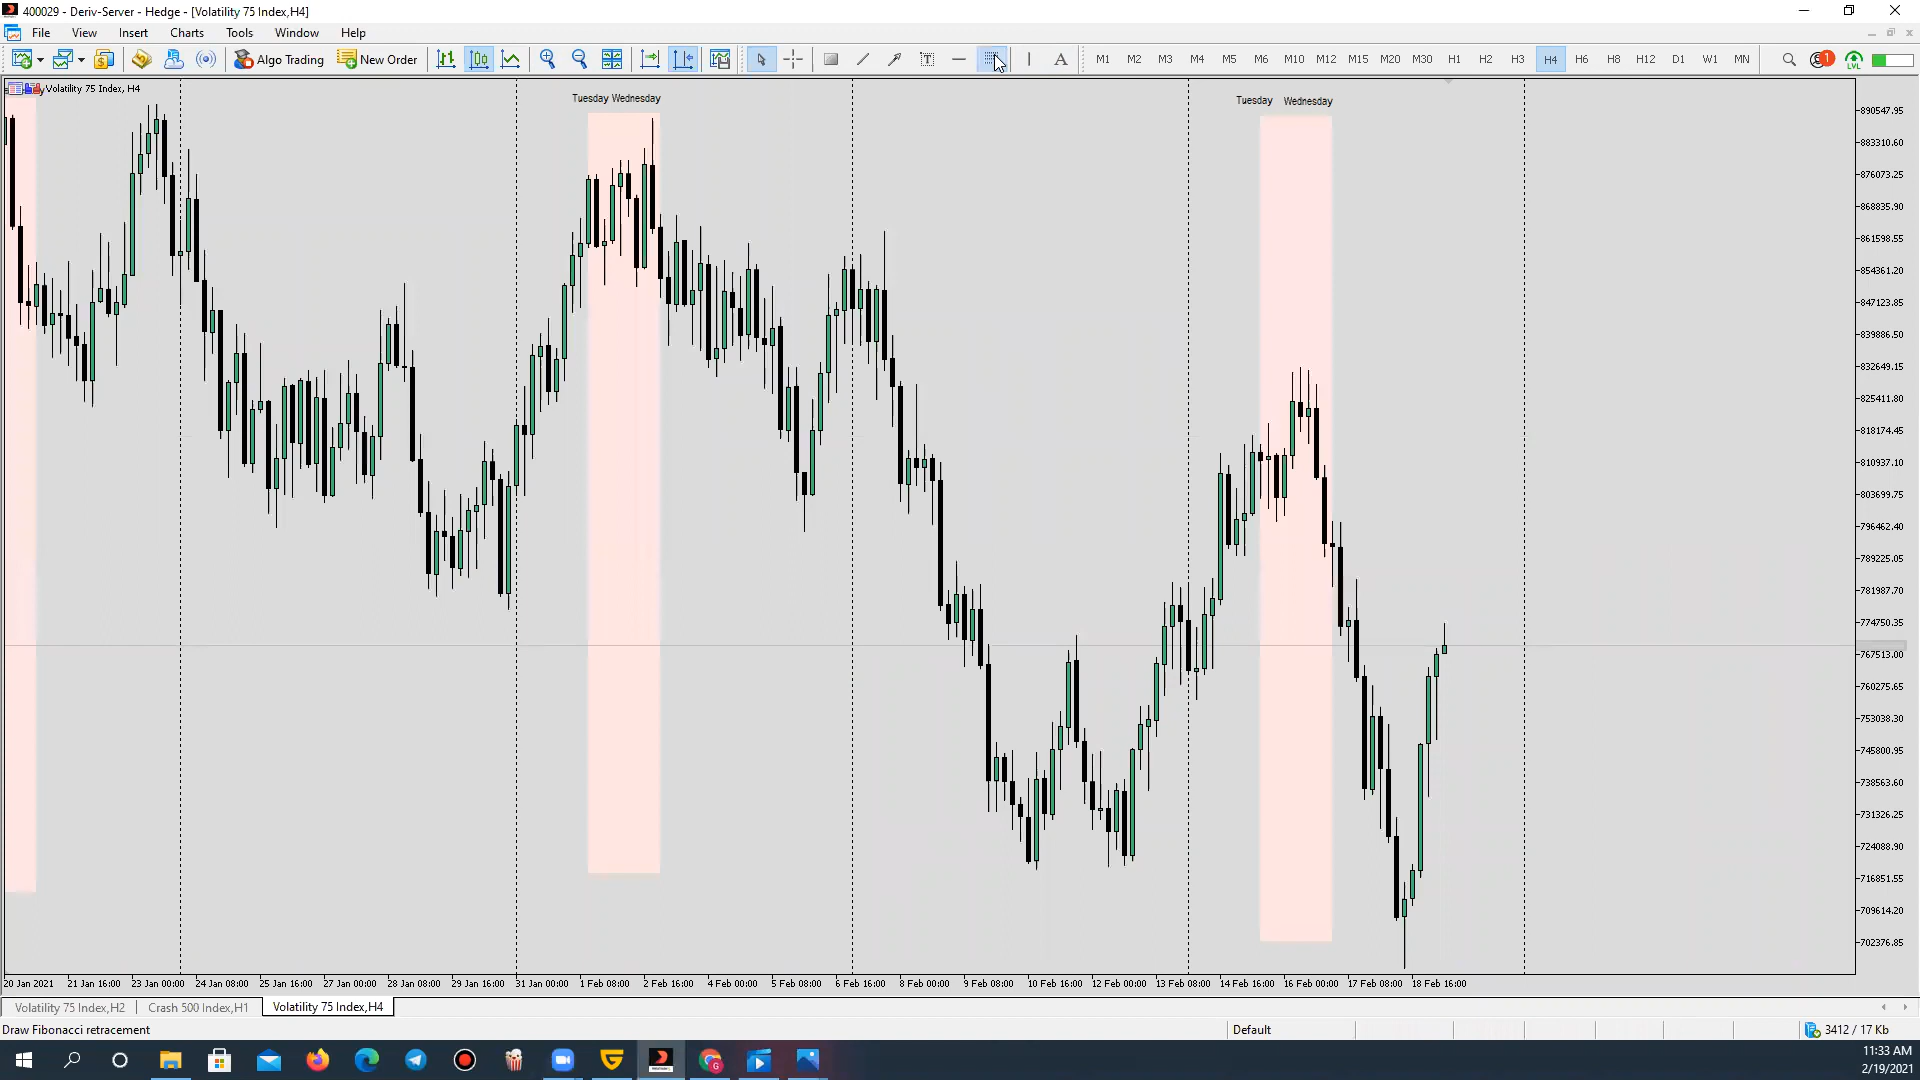 400029 - Deriv-Server - Hedge - [Volatility 75 Index,H4]
File View Insert Charts Tools Window Help
Algo Trading New Order T A M1 M2 M3 M4 M5 M6 M10 M12 M15 M20 M30 H1 H2 H3 H4 H6 H8 H12 D1 W1 MN 1 LVL
Volatility 75 Index, H4
Tuesday Wednesday
Tuesday Wednesday
890547.95
883310.60
876073.25
868835.90
861598.55
854361.20
847123.85
839886.50
832649.15
825411.80
818174.45
810937.10
803699.75
796462.40
789225.05
781987.70
774750.35
767513.00
760275.65
753038.30
745800.95
738563.60
731326.25
724088.90
716851.55
709614.20
702376.85
20 Jan 2021 21 Jan 16:00 23 Jan 00:00 24 Jan 08:00 25 Jan 16:00 27 Jan 00:00 28 Jan 08:00 29 Jan 16:00 31 Jan 00:00 1 Feb 08:00 2 Feb 16:00 4 Feb 00:00 5 Feb 08:00 6 Feb 16:00 8 Feb 00:00 9 Feb 08:00 10 Feb 16:00 12 Feb 00:00 13 Feb 08:00 14 Feb 16:00 16 Feb 00:00 17 Feb 08:00 18 Feb 16:00
Volatility 75 Index,H2 Crash 500 Index,H1 Volatility 75 Index,H4
Draw Fibonacci retracement Default 3412 / 17 Kb
11:33 AM
2/19/2021